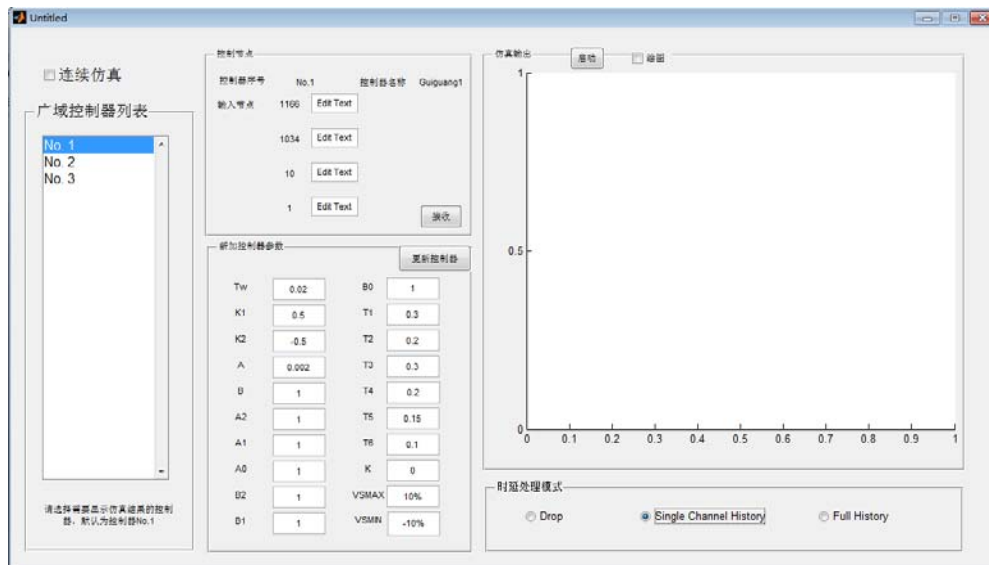 Untitled
连续仿真
广域控制器列表
No. 1
No. 2
No. 3
请选择需要显示仿真结果的控制
器，默认为控制器No.1
控制节点
控制器序号 No.1 控制器名称 Guiguang1
输入节点 1166 Edit Text
1034 Edit Text
10 Edit Text
1 Edit Text
接收
新加控制器参数
更新控制器
Tw 0.02 B0 1
K1 0.5 T1 0.3
K2 -0.5 T2 0.2
A 0.002 T3 0.3
B 1 T4 0.2
A2 1 T5 0.15
A1 1 T6 0.1
A0 1 K 0
B2 1 VSMAX 10%
B1 1 VSMIN -10%
仿真输出 启动 绘图
1
0.5
0
0 0.1 0.2 0.3 0.4 0.5 0.6 0.7 0.8 0.9 1
时延处理模式
Drop Single Channel History Full History